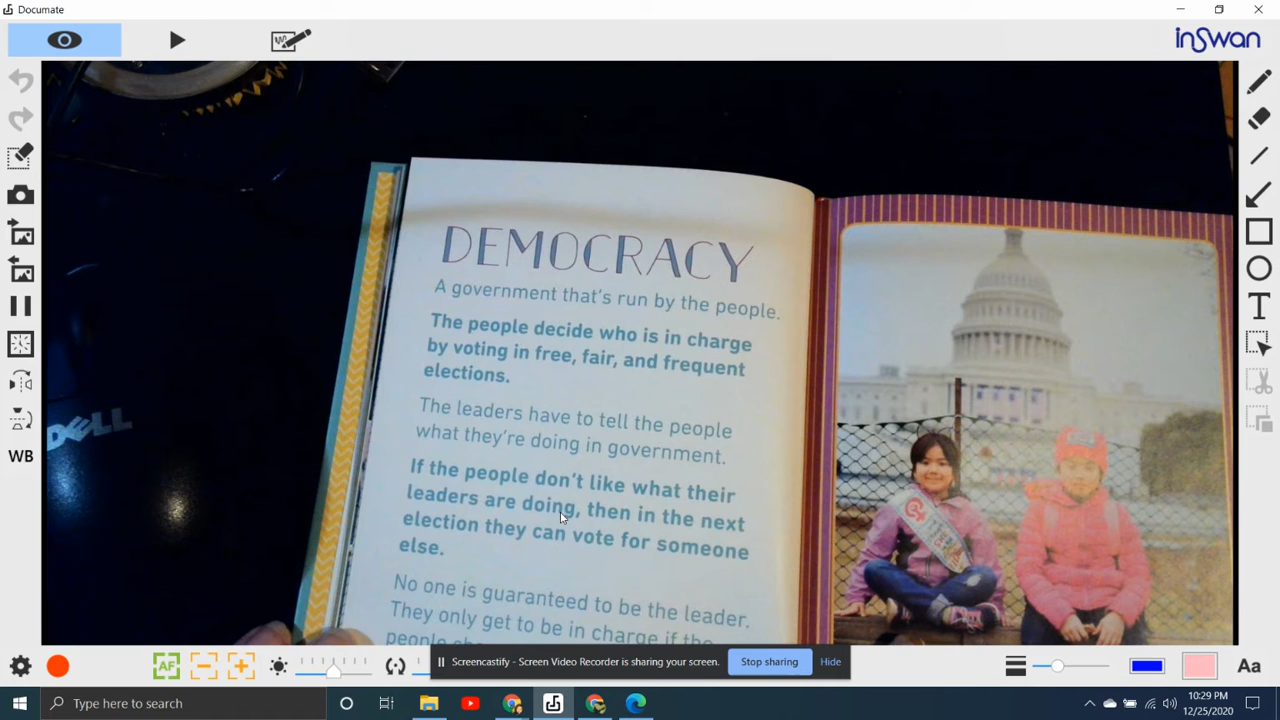 Documate
inswan
DEMOCRACY
A government that's run by the people.
The people decide who is in charge
by voting in free, fair, and frequent
elections.
The leaders have to tell the people
what they're doing in government.
If the people don't like what their
leaders are doing, then in the next
election they can vote for someone
else.
No one is guaranteed to be the leader.
They only get to be in charge if the
DELL
WB
T
AF
Screencastify - Screen Video Recorder is sharing your screen.
Stop sharing
Hide
Aa
Type here to search
10:29 PM
12/25/2020